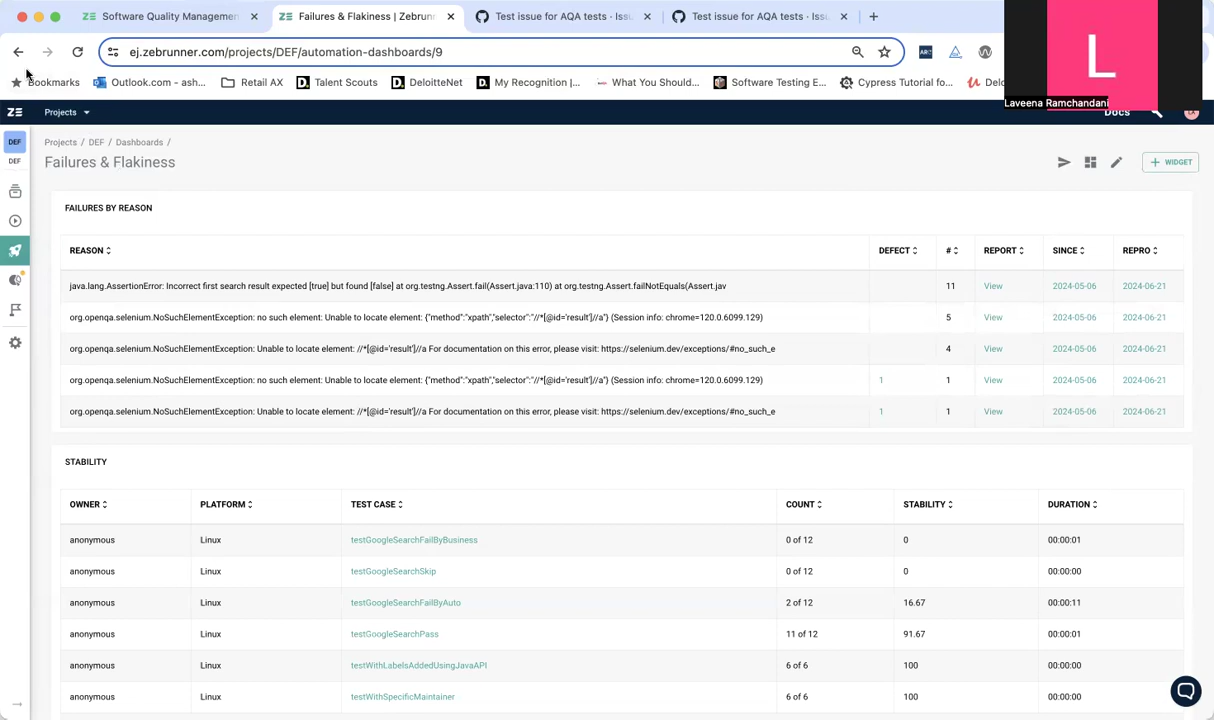 Software Quality Managemen
Failures & Flakiness | Zebrunn
Test issue for AQA tests · Issu
Test issue for AQA tests · Issu
ej.zebrunner.com/projects/DEF/automation-dashboards/9
Bookmarks
Outlook.com - ash...
Retail AX
Talent Scouts
DeloitteNet
My Recognition |...
What You Should...
Software Testing E...
Cypress Tutorial fo...
L
Laveena Ramchandani
Projects
Docs
Projects / DEF / Dashboards /
DEF
DEF
Failures & Flakiness
WIDGET
FAILURES BY REASON
REASON DEFECT # REPORT SINCE REPRO
java.lang.AssertionError: Incorrect first search result expected [true] but found [false] at org.testng.Assert.fail(Assert.java:110) at org.testng.Assert.failNotEquals(Assert.jav 11 View 2024-05-06 2024-06-21
org.openqa.selenium.NoSuchElementException: no such element: Unable to locate element: {"method":"xpath","selector":"//*[@id='result']//a"} (Session info: chrome=120.0.6099.129) 5 View 2024-05-06 2024-06-21
org.openqa.selenium.NoSuchElementException: Unable to locate element: //*[@id='result']//a For documentation on this error, please visit: https://selenium.dev/exceptions/#no_such_e 4 View 2024-05-06 2024-06-21
org.openqa.selenium.NoSuchElementException: no such element: Unable to locate element: {"method":"xpath","selector":"//*[@id='result']//a"} (Session info: chrome=120.0.6099.129) 1 1 View 2024-05-06 2024-06-21
org.openqa.selenium.NoSuchElementException: Unable to locate element: //*[@id='result']//a For documentation on this error, please visit: https://selenium.dev/exceptions/#no_such_e 1 1 View 2024-05-06 2024-06-21
STABILITY
OWNER PLATFORM TEST CASE COUNT STABILITY DURATION
anonymous Linux testGoogleSearchFailByBusiness 0 of 12 0 00:00:01
anonymous Linux testGoogleSearchSkip 0 of 12 0 00:00:00
anonymous Linux testGoogleSearchFailByAuto 2 of 12 16.67 00:00:11
anonymous Linux testGoogleSearchPass 11 of 12 91.67 00:00:01
anonymous Linux testWithLabelsAddedUsingJavaAPI 6 of 6 100 00:00:00
anonymous Linux testWithSpecificMaintainer 6 of 6 100 00:00:00